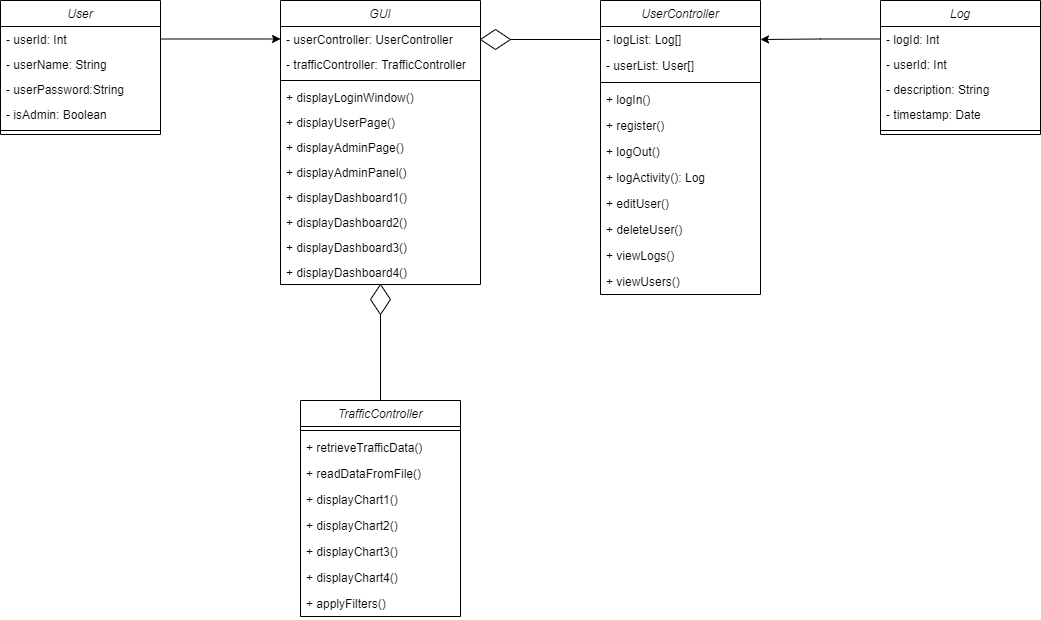 User
- userId: Int
- userName: String
- userPassword:String
- isAdmin: Boolean
GUI
- userController: UserController
- trafficController: TrafficController
+ displayLoginWindow()
+ displayUserPage()
+ displayAdminPage()
+ displayAdminPanel()
+ displayDashboard1()
+ displayDashboard2()
+ displayDashboard3()
+ displayDashboard4()
UserController
- logList: Log[]
- userList: User[]
+ logIn()
+ register()
+ logOut()
+ logActivity(): Log
+ editUser()
+ deleteUser()
+ viewLogs()
+ viewUsers()
Log
- logId: Int
- userId: Int
- description: String
- timestamp: Date
TrafficController
+ retrieveTrafficData()
+ readDataFromFile()
+ displayChart1()
+ displayChart2()
+ displayChart3()
+ displayChart4()
+ applyFilters()